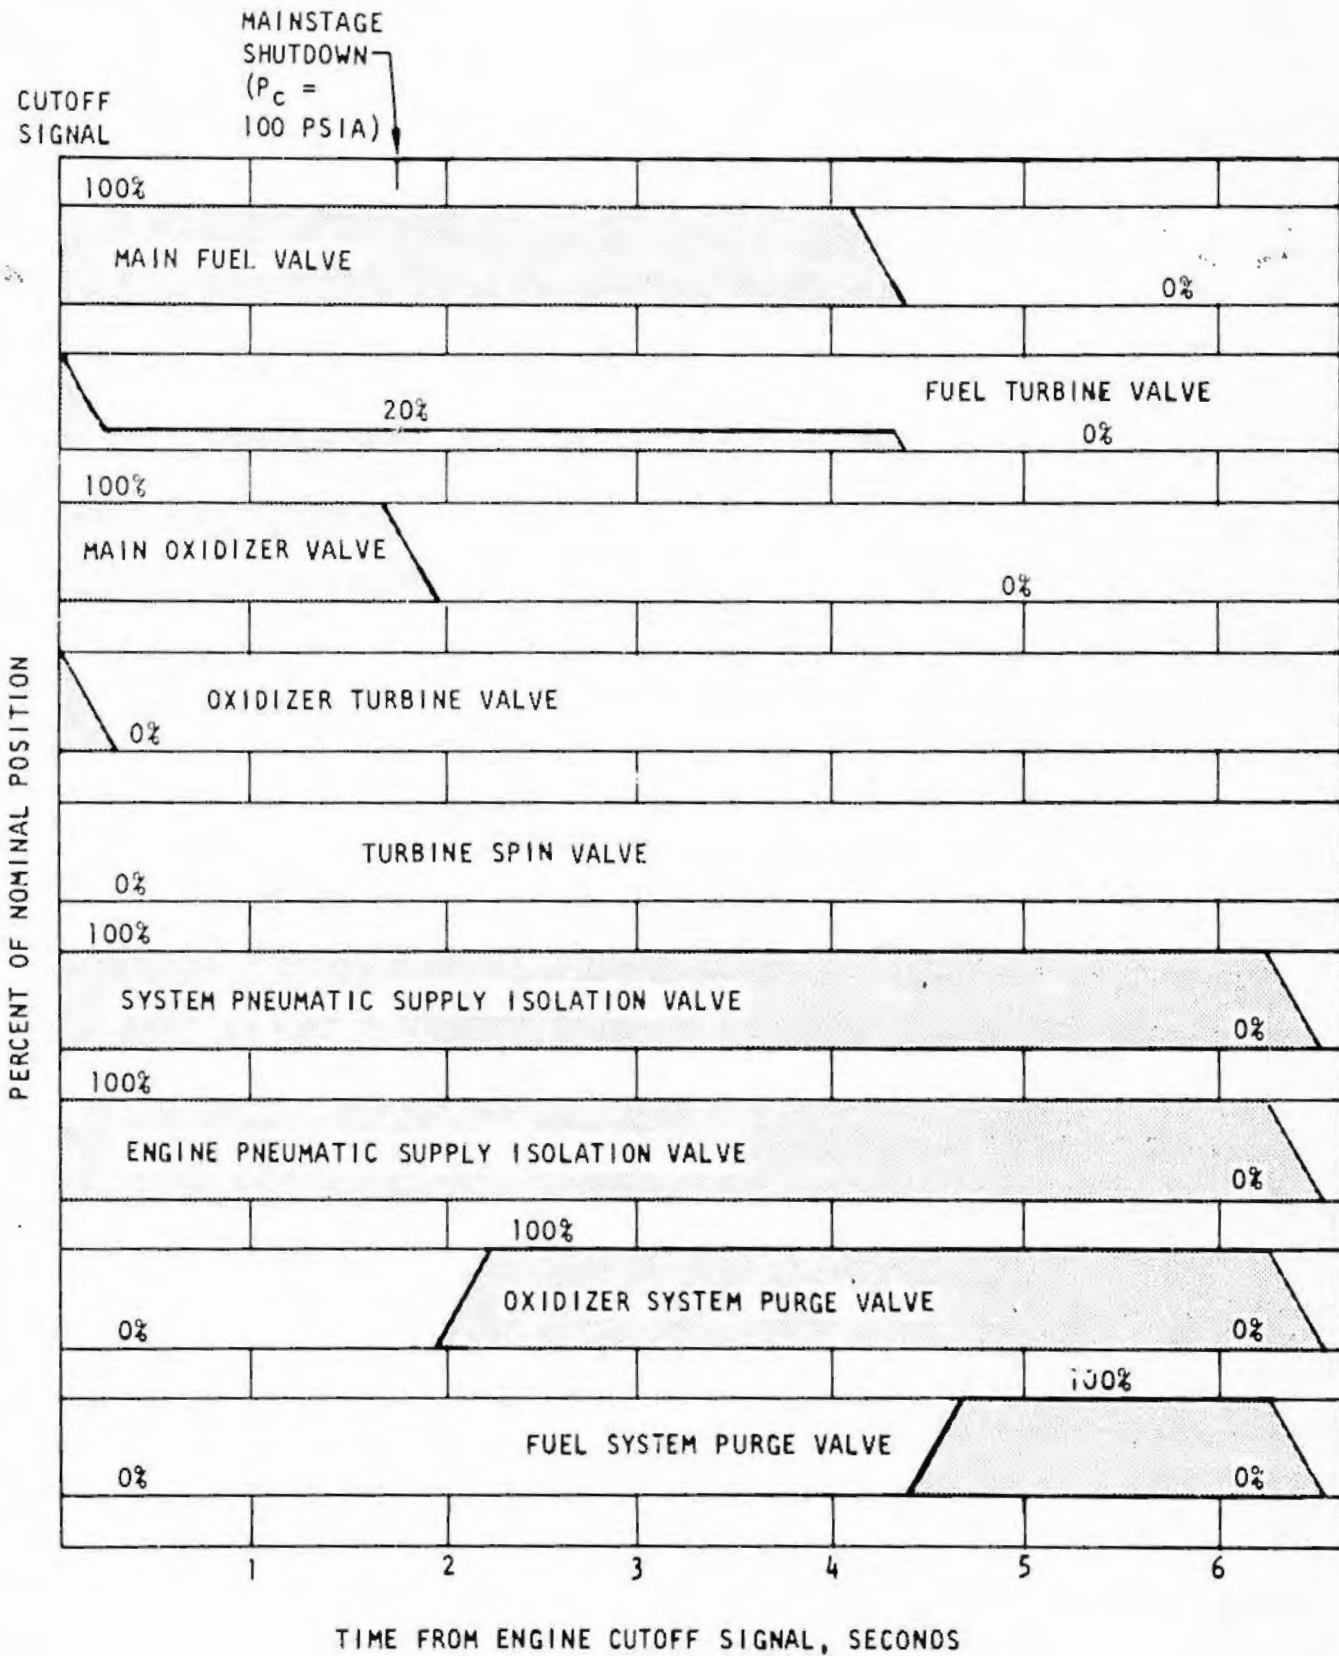 MAINSTAGE
SHUTDOWN
(PC =
100 PSIA)
CUTOFF
SIGNAL
100%
MAIN FUEL VALVE
0%
FUEL TURBINE VALVE
20%
0%
100%
MAIN OXIDIZER VALVE
0%
OXIDIZER TURBINE VALVE
0%
TURBINE SPIN VALVE
0%
100%
SYSTEM PNEUMATIC SUPPLY ISOLATION VALVE
0%
100%
ENGINE PNEUMATIC SUPPLY ISOLATION VALVE
0%
100%
OXIDIZER SYSTEM PURGE VALVE
0%
0%
100%
FUEL SYSTEM PURGE VALVE
0%
0%
PERCENT OF NOMINAL POSITION
1 2 3 4 5 6
TIME FROM ENGINE CUTOFF SIGNAL, SECONDS